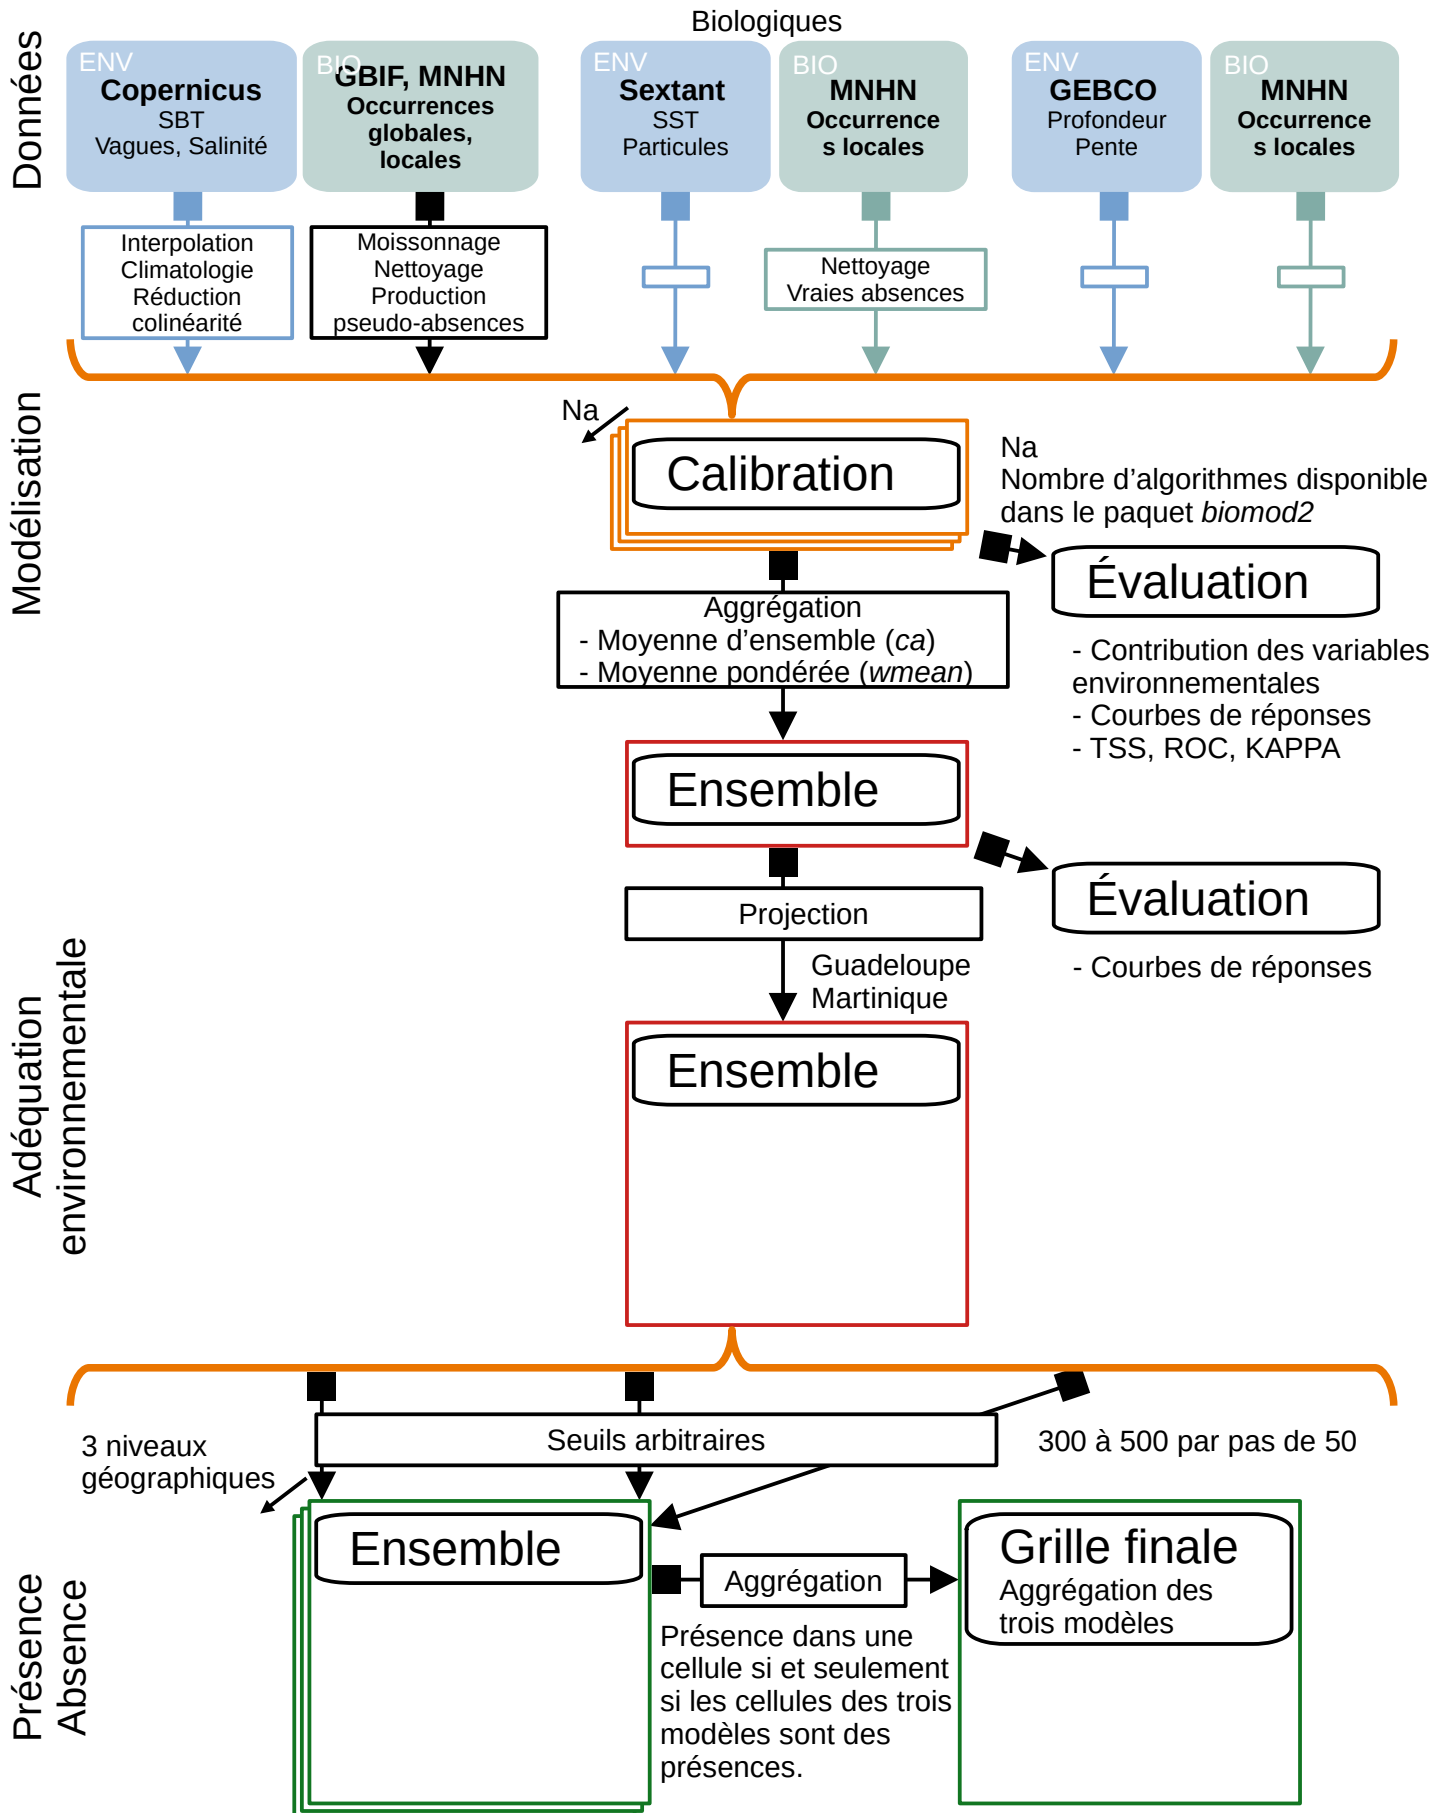 Biologiques
Données
ENV
Copernicus
SBT
Vagues, Salinité
BIO
GBIF, MNHN
Occurrences
globales,
locales
ENV
Sextant
SST
Particules
BIO
MNHN
Occurrence
s locales
ENV
GEBCO
Profondeur
Pente
BIO
MNHN
Occurrence
s locales
Interpolation
Climatologie
Réduction
colinéarité
Moissonnage
Nettoyage
Production
pseudo-absences
Nettoyage
Vraies absences
Modélisation
Na
Calibration
Na
Nombre d’algorithmes disponible
dans le paquet biomod2
Évaluation
- Contribution des variables
environnementales
- Courbes de réponses
- TSS, ROC, KAPPA
Aggrégation
- Moyenne d’ensemble (ca)
- Moyenne pondérée (wmean)
Ensemble
Évaluation
- Courbes de réponses
Projection
Guadeloupe
Martinique
Adéquation
environnementale
Ensemble
3 niveaux
géographiques
Seuils arbitraires
300 à 500 par pas de 50
Présence
Absence
Ensemble
Aggrégation
Présence dans une
cellule si et seulement
si les cellules des trois
modèles sont des
présences.
Grille finale
Aggrégation des
trois modèles